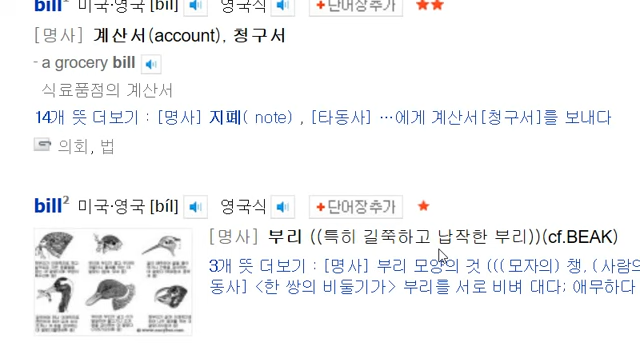 bill¹ 미국·영국 [bíl] 영국식 +단어장추가 ★★
[명사] 계산서(account), 청구서
- a grocery bill
식료품점의 계산서
14개 뜻 더보기 : [명사] 지폐( note) , [타동사] …에게 계산서[청구서]를 보내다
의회, 법
bill² 미국·영국 [bíl] 영국식 +단어장추가 ★
[명사] 부리 ((특히 길쭉하고 납작한 부리))(cf.BEAK)
3개 뜻 더보기 : [명사] 부리 모양의 것 (((모자의) 챙, (사람의
동사] <한 쌍의 비둘기가> 부리를 서로 비벼 대다; 애무하다